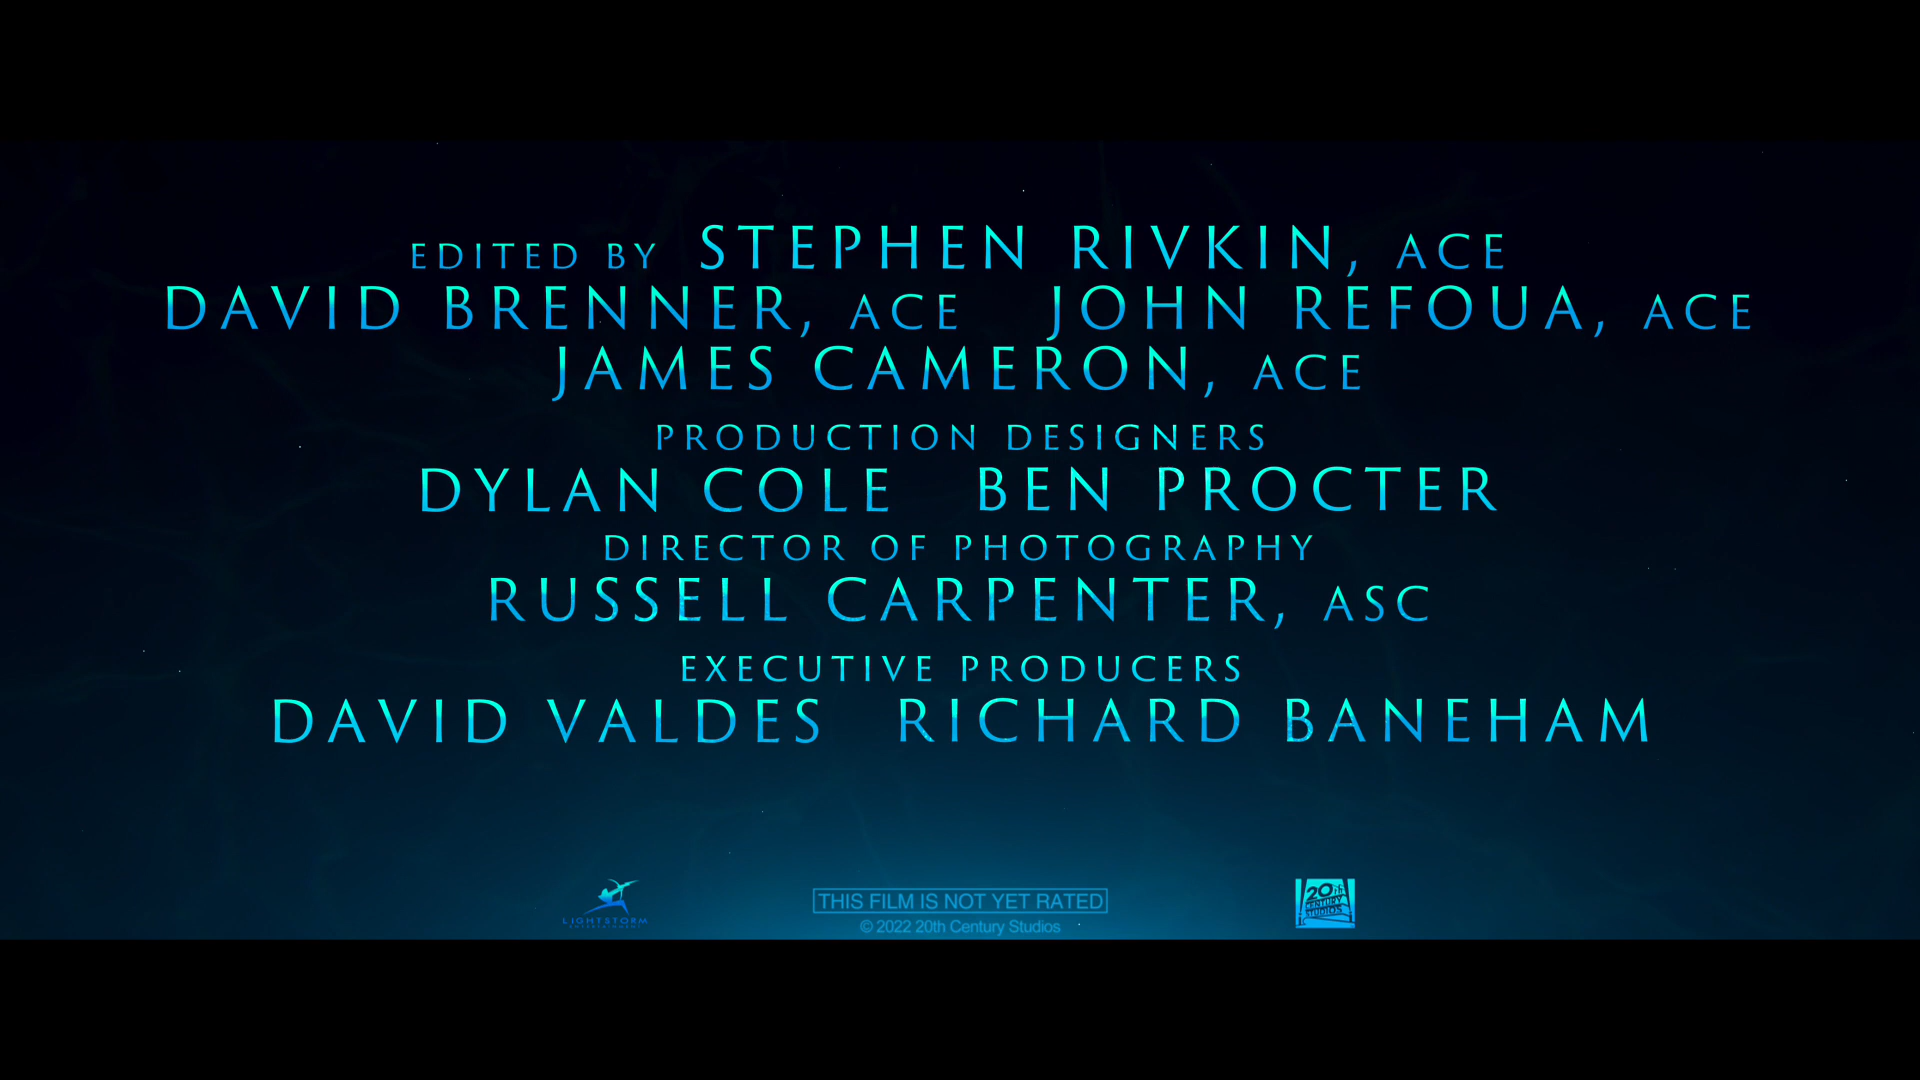 EDITED BY STEPHEN RIVKIN, ACE
DAVID BRENNER, ACE JOHN REFOUA, ACE
JAMES CAMERON, ACE
PRODUCTION DESIGNERS
DYLAN COLE BEN PROCTER
DIRECTOR OF PHOTOGRAPHY
RUSSELL CARPENTER, ASC
EXECUTIVE PRODUCERS
DAVID VALDES RICHARD BANEHAM
LIGHTSTORM
ENTERTAINMENT
THIS FILM IS NOT YET RATED
© 2022 20th Century Studios
20th
CENTURY
STUDIOS